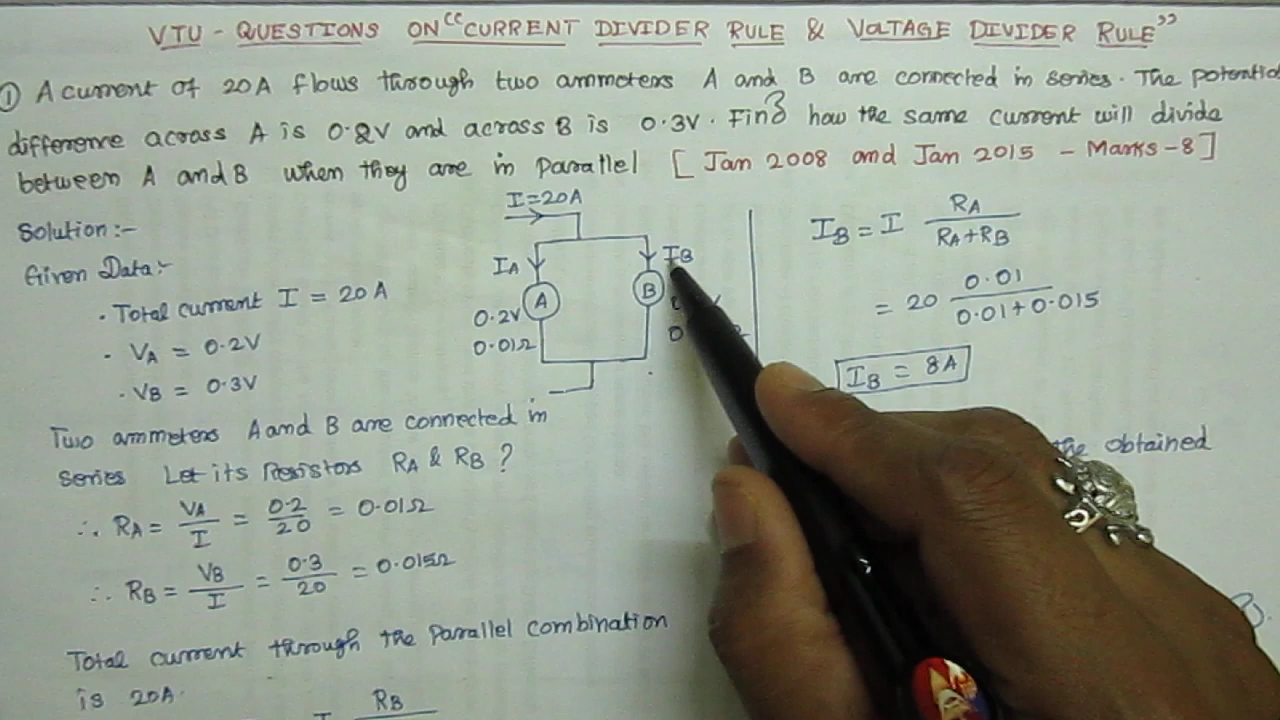 VTU - QUESTIONS ON "CURRENT DIVIDER RULE & VOLTAGE DIVIDER RULE"
① A current of 20A flows through two ammeters A and B are connected in series. The potential
difference across A is 0.2V and across B is 0.3V. Find how the same current will divide
between A and B when they are in parallel [Jan 2008 and Jan 2015 - Marks-8]
Solution:-
Given Data:-
· Total current I = 20A
· VA = 0.2V
· VB = 0.3V
Two ammeters A and B are connected in
series Let its resistors RA & RB ?
∴ RA = VA/I = 0.2/20 = 0.01Ω
∴ RB = VB/I = 0.3/20 = 0.015Ω
Total current through the parallel combination
is 20A.
RB
I = 20A
IA
IB
A
B
0.2V
0.01Ω
IB = I RA/(RA+RB)
= 20 0.01/(0.01+0.015)
IB = 8A
the obtained